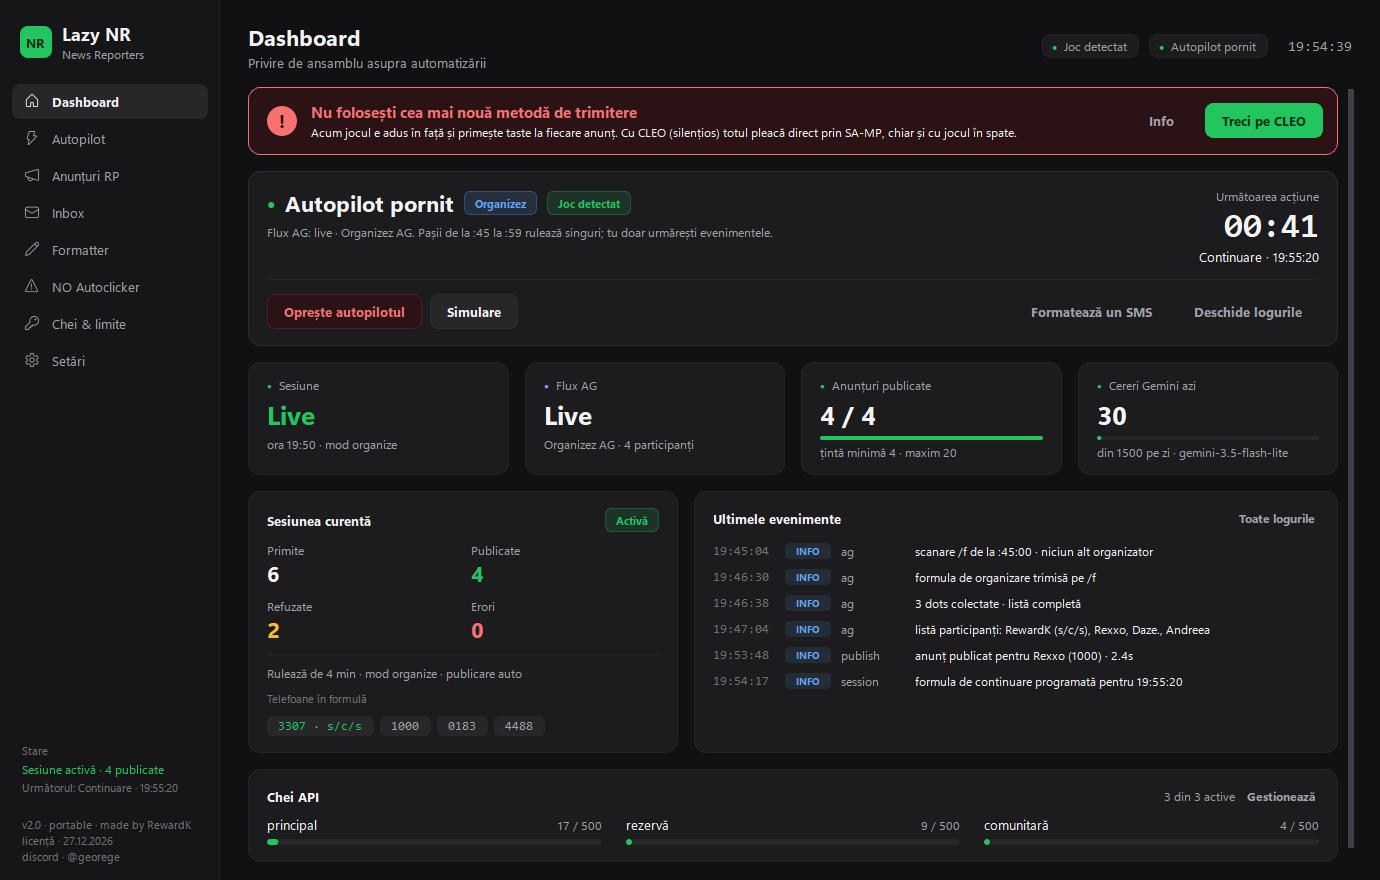 NR
Lazy NR
News Reporters
Dashboard
Autopilot
Anunțuri RP
Inbox
Formatter
NO Autoclicker
Chei & limite
Setări
Stare
Sesiune activă · 4 publicate
Următorul: Continuare · 19:55:20
v2.0 · portable · made by RewardK
licență · 27.12.2026
discord · @georege
Dashboard
Privire de ansamblu asupra automatizării
Joc detectat
Autopilot pornit
19:54:39
!
Nu folosești cea mai nouă metodă de trimitere
Acum jocul e adus în față și primește taste la fiecare anunț. Cu CLEO (silențios) totul pleacă direct prin SA-MP, chiar și cu jocul în spate.
Info
Treci pe CLEO
Autopilot pornit
Organizez
Joc detectat
Flux AG: live · Organizez AG. Pașii de la :45 la :59 rulează singuri; tu doar urmărești evenimentele.
Următoarea acțiune
00:41
Continuare · 19:55:20
Oprește autopilotul
Simulare
Formatează un SMS
Deschide logurile
Sesiune
Live
ora 19:50 · mod organize
Flux AG
Live
Organizez AG · 4 participanți
Anunțuri publicate
4 / 4
țintă minimă 4 · maxim 20
Cereri Gemini azi
30
din 1500 pe zi · gemini-3.5-flash-lite
Sesiunea curentă
Activă
Primite
6
Publicate
4
Refuzate
2
Erori
0
Rulează de 4 min · mod organize · publicare auto
Telefoane în formulă
3307 · s/c/s
1000
0183
4488
Ultimele evenimente
Toate logurile
19:45:04 INFO ag scanare /f de la :45:00 · niciun alt organizator
19:46:30 INFO ag formula de organizare trimisă pe /f
19:46:38 INFO ag 3 dots colectate · listă completă
19:47:04 INFO ag listă participanți: RewardK (s/c/s), Rexxo, Daze., Andreea
19:53:48 INFO publish anunț publicat pentru Rexxo (1000) · 2.4s
19:54:17 INFO session formula de continuare programată pentru 19:55:20
Chei API
3 din 3 active
Gestionează
principal
17 / 500
rezervă
9 / 500
comunitară
4 / 500